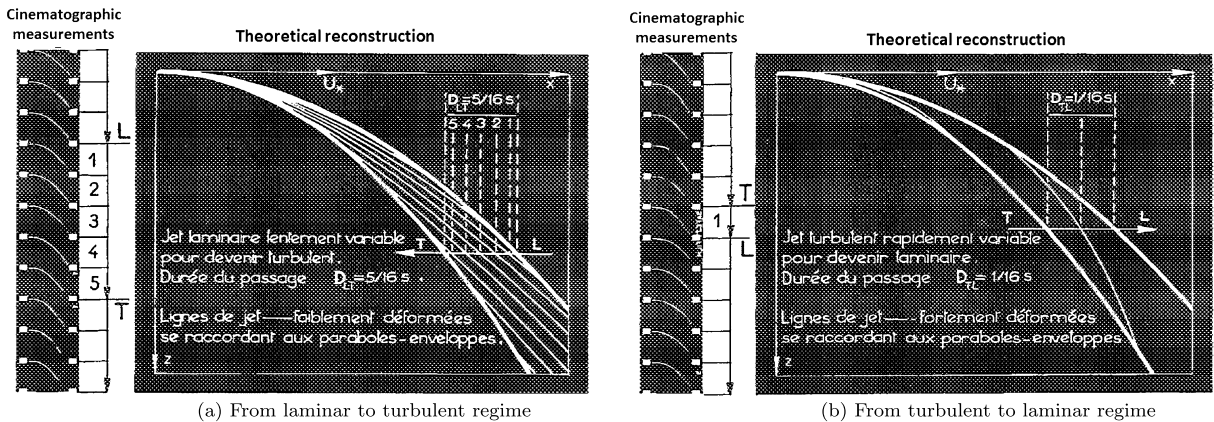 Cinematographic
measurements
Theoretical reconstruction
U*
x
D_LT=5/16 s
5 4 3 2 1
L
1
2
3
4
5
T
T
L
Jet laminaire lentement variable
pour devenir turbulent.
Durée du passage D_LT=5/16 s .
Lignes de jet — faiblement déformées
se raccordant aux paraboles-enveloppes.
z
(a) From laminar to turbulent regime
Cinematographic
measurements
Theoretical reconstruction
U*
x
D_TL=1/16 s
T
1
L
T
L
Jet turbulent rapidement variable
pour devenir laminaire.
Durée du passage D_TL= 1/16 s
Lignes de jet — fortement déformées
se raccordant aux paraboles-enveloppes
z
(b) From turbulent to laminar regime